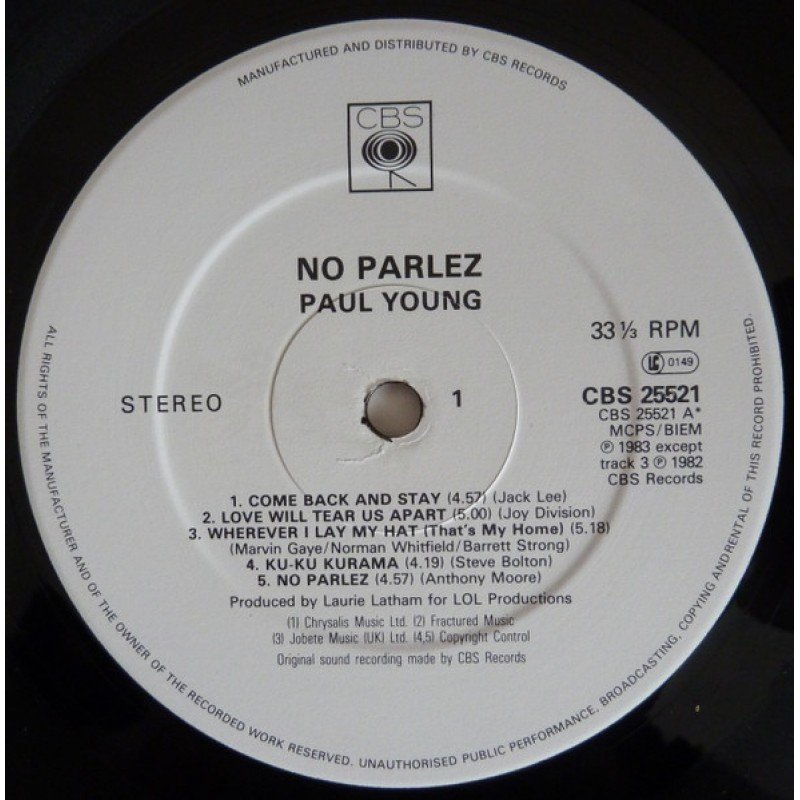 MANUFACTURED AND DISTRIBUTED BY CBS RECORDS
CBS
NO PARLEZ
PAUL YOUNG
STEREO
1
33 ⅓ RPM
LC 0149
CBS 25521
CBS 25521 A*
MCPS/BIEM
℗ 1983 except
track 3 ℗ 1982
CBS Records
1. COME BACK AND STAY (4.57) (Jack Lee)
2. LOVE WILL TEAR US APART (5.00) (Joy Division)
3. WHEREVER I LAY MY HAT (That's My Home) (5.18)
(Marvin Gaye/Norman Whitfield/Barrett Strong)
4. KU-KU KURAMA (4.19) (Steve Bolton)
5. NO PARLEZ (4.57) (Anthony Moore)
Produced by Laurie Latham for LOL Productions
(1) Chrysalis Music Ltd. (2) Fractured Music
(3) Jobete Music (UK) Ltd. (4,5) Copyright Control
Original sound recording made by CBS Records
ALL RIGHTS OF THE MANUFACTURER AND OF THE OWNER OF THE RECORDED WORK RESERVED. UNAUTHORISED PUBLIC PERFORMANCE, BROADCASTING, COPYING ANDRENTAL OF THIS RECORD PROHIBITED.